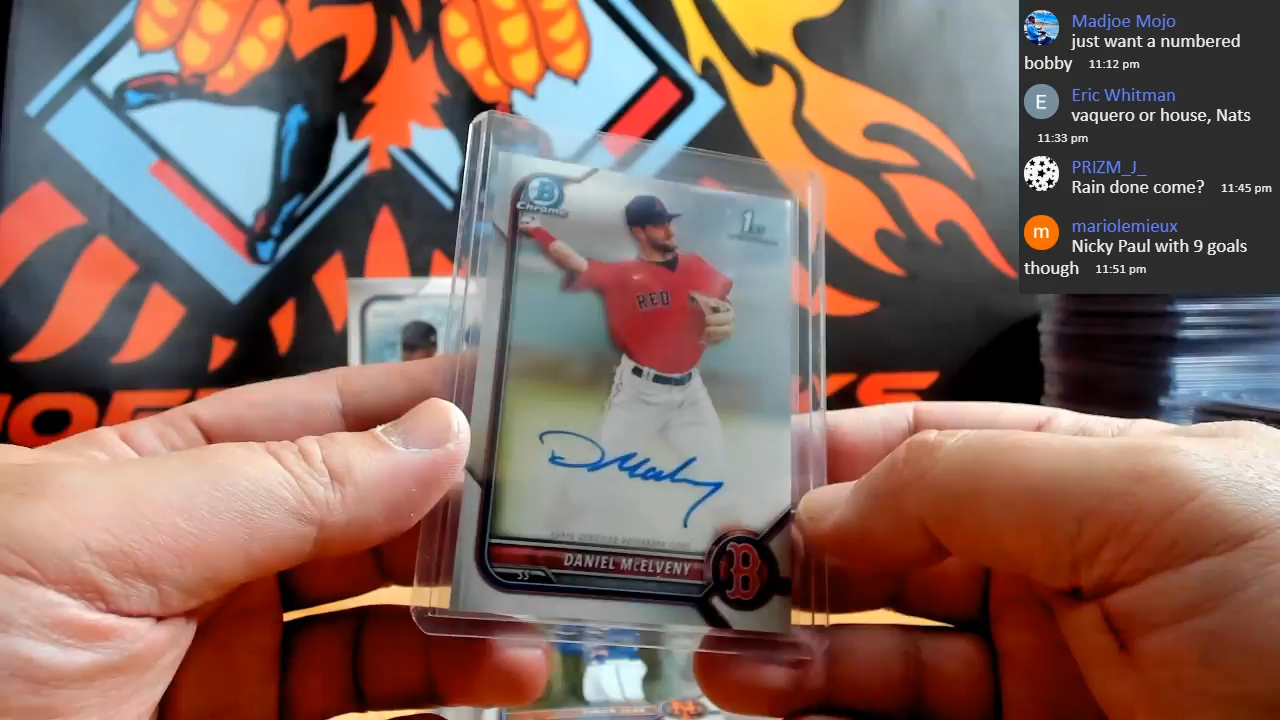 Madjoe Mojo
just want a numbered
bobby 11:12 pm
E
Eric Whitman
vaquero or house, Nats
11:33 pm
PRIZM_J_
Rain done come? 11:45 pm
m
mariolemieux
Nicky Paul with 9 goals
though 11:51 pm
B
Chrome
1st
RED
DANIEL McELVENY
SS
B